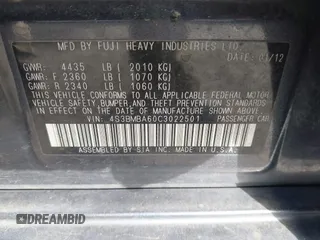 MFD BY FUJI HEAVY INDUSTRIES LTD.
DATE: 01/12
GVWR: 4435 LB ( 2010 KG)
GAWR: F 2360 LB ( 1070 KG)
GAWR: R 2340 LB ( 1060 KG)
THIS VEHICLE CONFORMS TO ALL APPLICABLE FEDERAL MOTOR
VEHICLE SAFETY, BUMPER, AND THEFT PREVENTION STANDARDS
IN EFFECT ON THE DATE OF MANUFACTURE SHOWN ABOVE.
VIN: 4S3BMBA60C3022501 PASSENGER CAR
ASSEMBLED BY SIA INC. MADE IN U.S.A.
DREAMBID
DREAMBID.COM